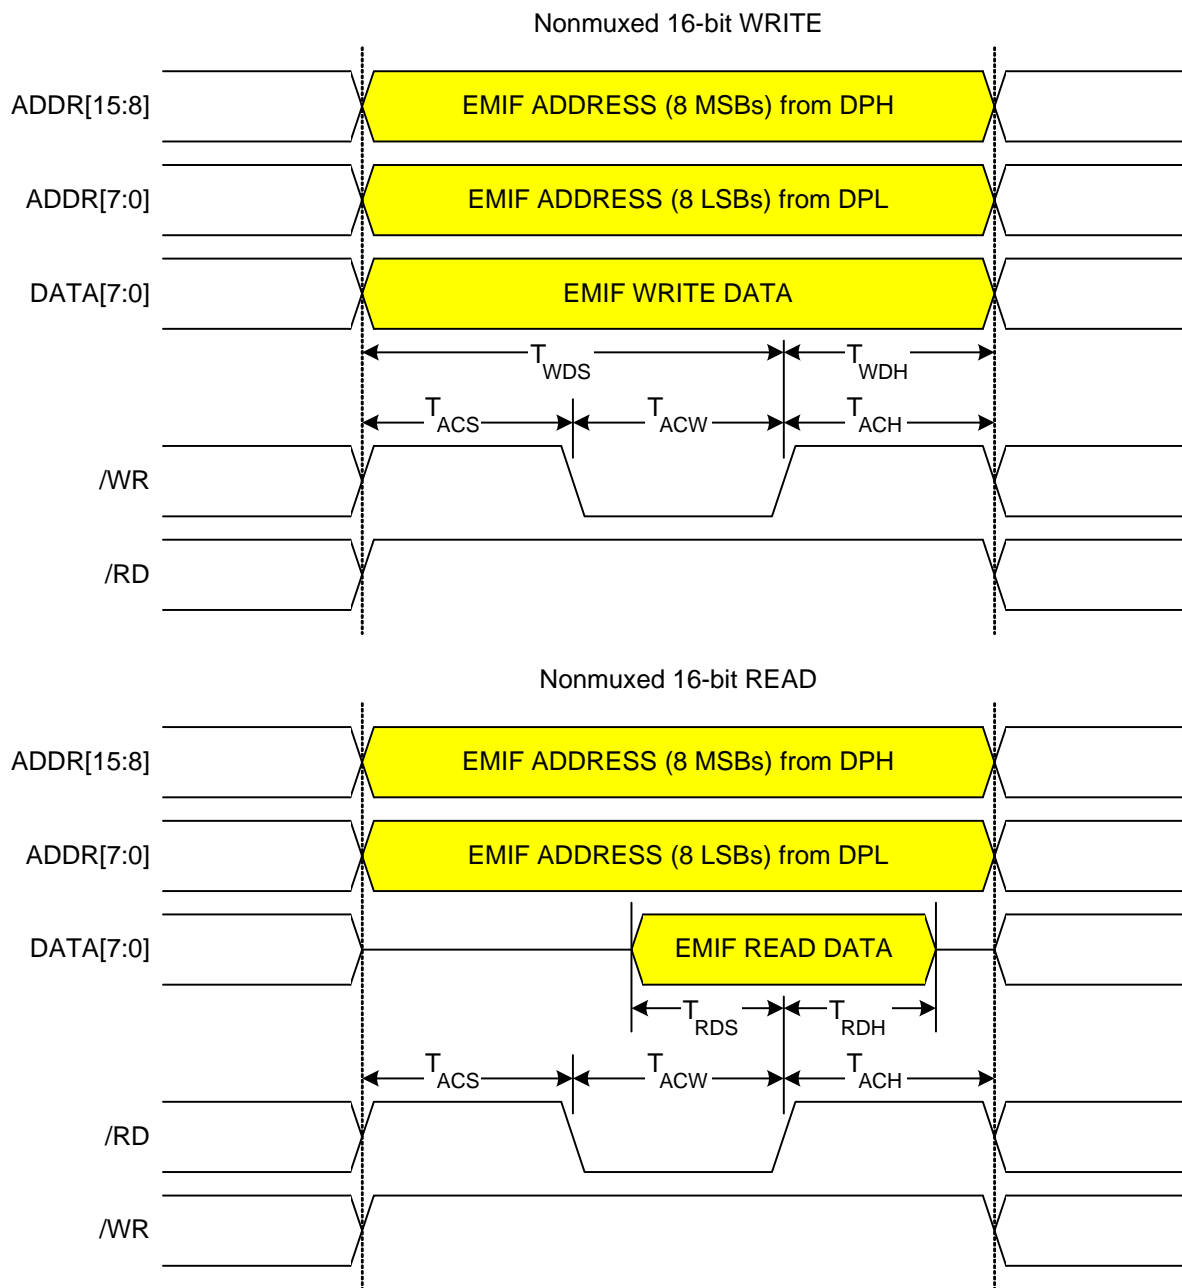 Nonmuxed 16-bit WRITE
ADDR[15:8]
EMIF ADDRESS (8 MSBs) from DPH
ADDR[7:0]
EMIF ADDRESS (8 LSBs) from DPL
DATA[7:0]
EMIF WRITE DATA
TWDS TWDH
TACS TACW TACH
/WR
/RD
Nonmuxed 16-bit READ
ADDR[15:8]
EMIF ADDRESS (8 MSBs) from DPH
ADDR[7:0]
EMIF ADDRESS (8 LSBs) from DPL
DATA[7:0]
EMIF READ DATA
TRDS TRDH
TACS TACW TACH
/RD
/WR